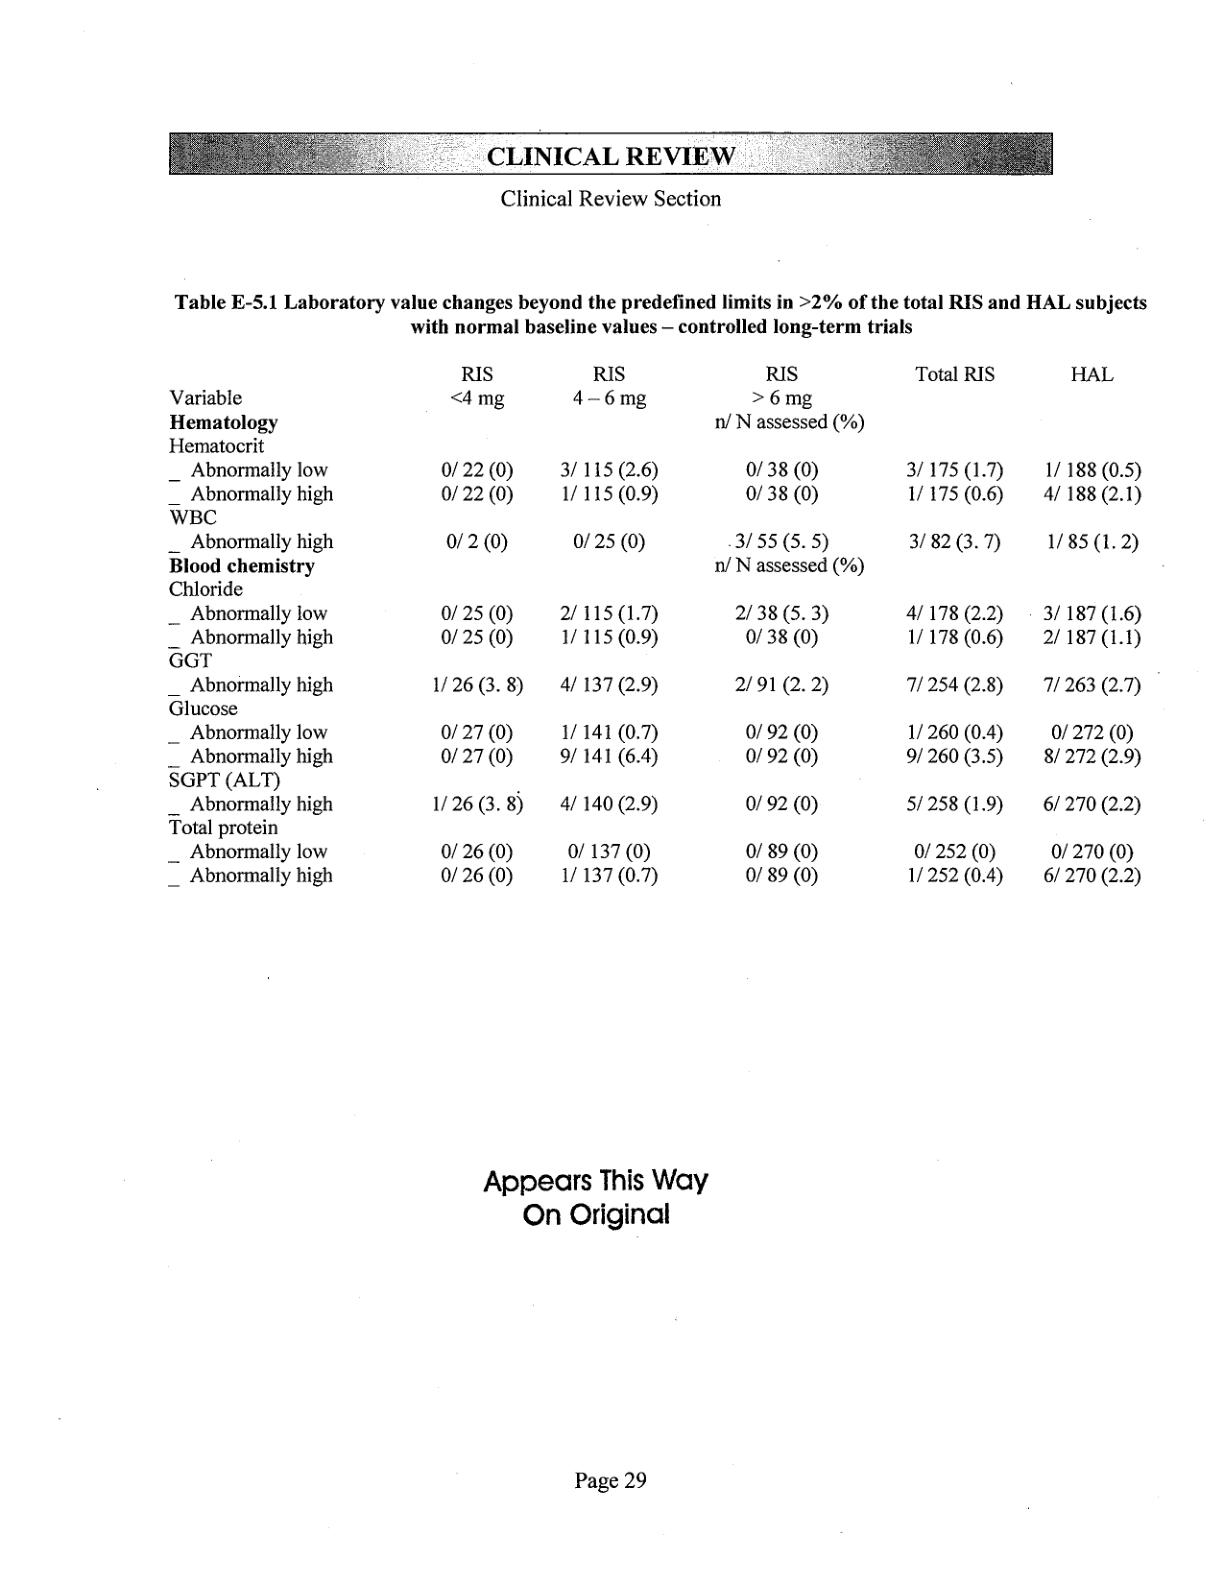 CLINICAL REVIEW
Clinical Review Section
Table E-5.1 Laboratory value changes beyond the predefined limits in >2% of the total RIS and HAL subjects
with normal baseline values – controlled long-term trials
RIS RIS RIS Total RIS HAL
Variable <4 mg 4 – 6 mg > 6 mg
Hematology n/ N assessed (%)
Hematocrit
_ Abnormally low 0/ 22 (0) 3/ 115 (2.6) 0/ 38 (0) 3/ 175 (1.7) 1/ 188 (0.5)
_ Abnormally high 0/ 22 (0) 1/ 115 (0.9) 0/ 38 (0) 1/ 175 (0.6) 4/ 188 (2.1)
WBC
_ Abnormally high 0/ 2 (0) 0/ 25 (0) 3/ 55 (5. 5) 3/ 82 (3. 7) 1/ 85 (1. 2)
Blood chemistry n/ N assessed (%)
Chloride
_ Abnormally low 0/ 25 (0) 2/ 115 (1.7) 2/ 38 (5. 3) 4/ 178 (2.2) 3/ 187 (1.6)
_ Abnormally high 0/ 25 (0) 1/ 115 (0.9) 0/ 38 (0) 1/ 178 (0.6) 2/ 187 (1.1)
GGT
_ Abnormally high 1/ 26 (3. 8) 4/ 137 (2.9) 2/ 91 (2. 2) 7/ 254 (2.8) 7/ 263 (2.7)
Glucose
_ Abnormally low 0/ 27 (0) 1/ 141 (0.7) 0/ 92 (0) 1/ 260 (0.4) 0/ 272 (0)
_ Abnormally high 0/ 27 (0) 9/ 141 (6.4) 0/ 92 (0) 9/ 260 (3.5) 8/ 272 (2.9)
SGPT (ALT)
_ Abnormally high 1/ 26 (3. 8) 4/ 140 (2.9) 0/ 92 (0) 5/ 258 (1.9) 6/ 270 (2.2)
Total protein
_ Abnormally low 0/ 26 (0) 0/ 137 (0) 0/ 89 (0) 0/ 252 (0) 0/ 270 (0)
_ Abnormally high 0/ 26 (0) 1/ 137 (0.7) 0/ 89 (0) 1/ 252 (0.4) 6/ 270 (2.2)
Appears This Way
On Original
Page 29